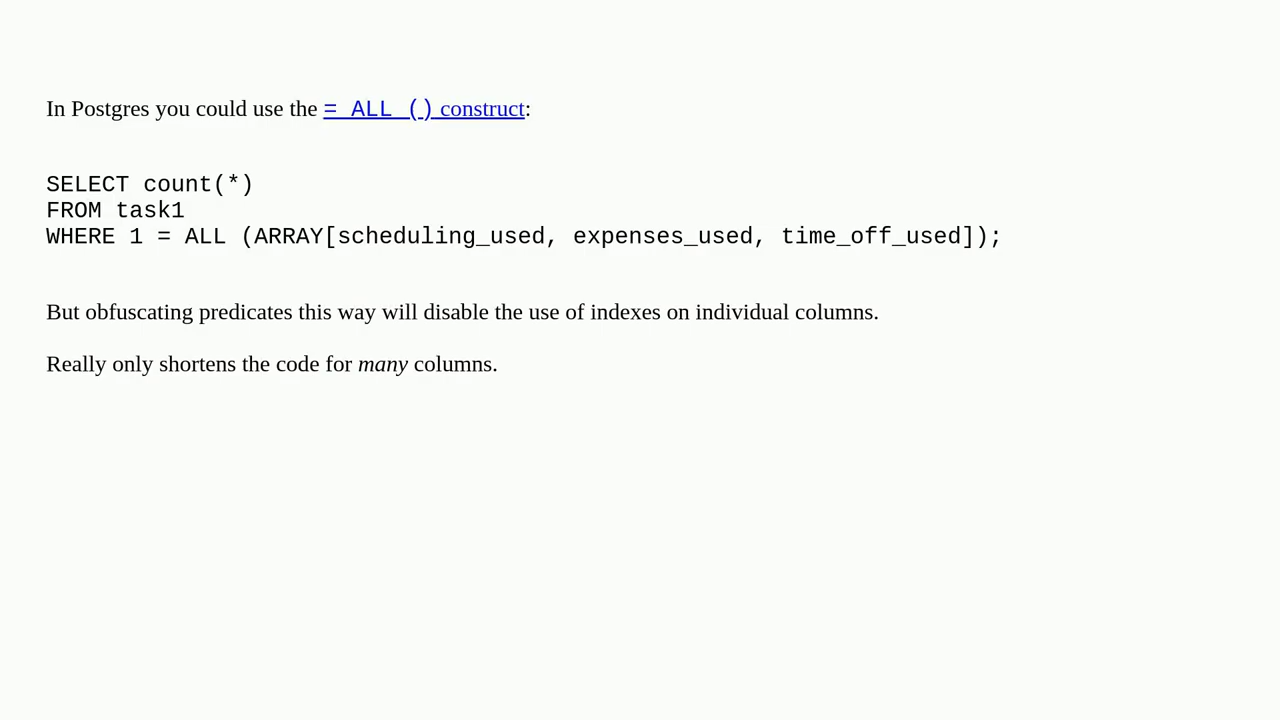 In Postgres you could use the = ALL () construct:
SELECT count(*)
FROM task1
WHERE 1 = ALL (ARRAY[scheduling_used, expenses_used, time_off_used]);
But obfuscating predicates this way will disable the use of indexes on individual columns.
Really only shortens the code for many columns.